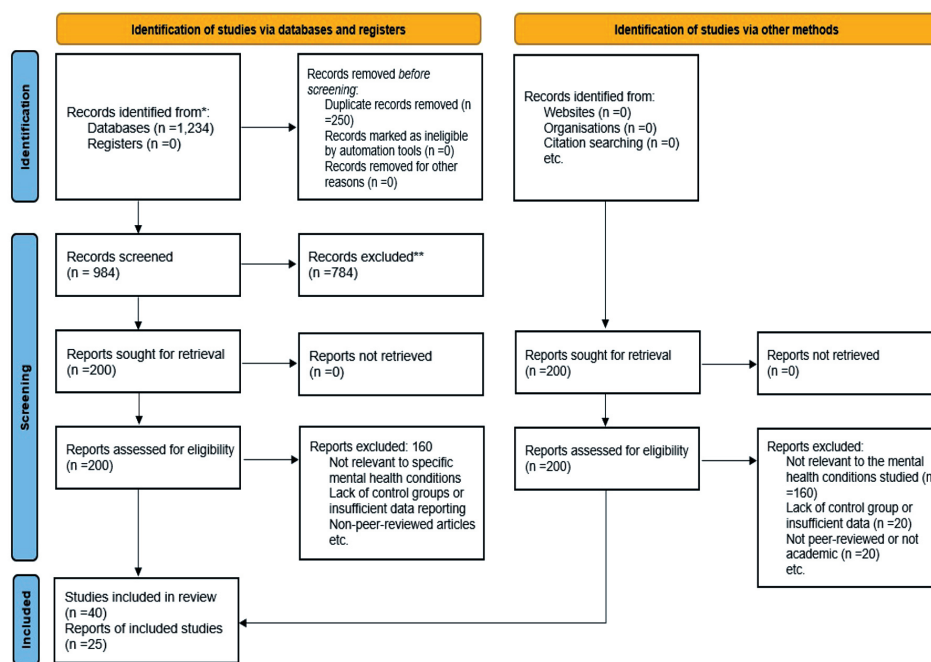 Identification of studies via databases and registers
Identification of studies via other methods
Identification
Records identified from*:
Databases (n =1,234)
Registers (n =0)
Records removed before
screening:
Duplicate records removed (n
=250)
Records marked as ineligible
by automation tools (n =0)
Records removed for other
reasons (n =0)
Records identified from:
Websites (n =0)
Organisations (n =0)
Citation searching (n =0)
etc.
Screening
Records screened
(n = 984)
Records excluded**
(n =784)
Reports sought for retrieval
(n =200)
Reports not retrieved
(n =0)
Reports sought for retrieval
(n =200)
Reports not retrieved
(n =0)
Reports assessed for eligibility
(n =200)
Reports excluded: 160
Not relevant to specific
mental health conditions
Lack of control groups or
insufficient data reporting
Non-peer-reviewed articles
etc.
Reports assessed for eligibility
(n =200)
Reports excluded:
Not relevant to the mental
health conditions studied (n
=160)
Lack of control group or
insufficient data (n =20)
Not peer-reviewed or not
academic (n =20)
etc.
Included
Studies included in review
(n =40)
Reports of included studies
(n =25)